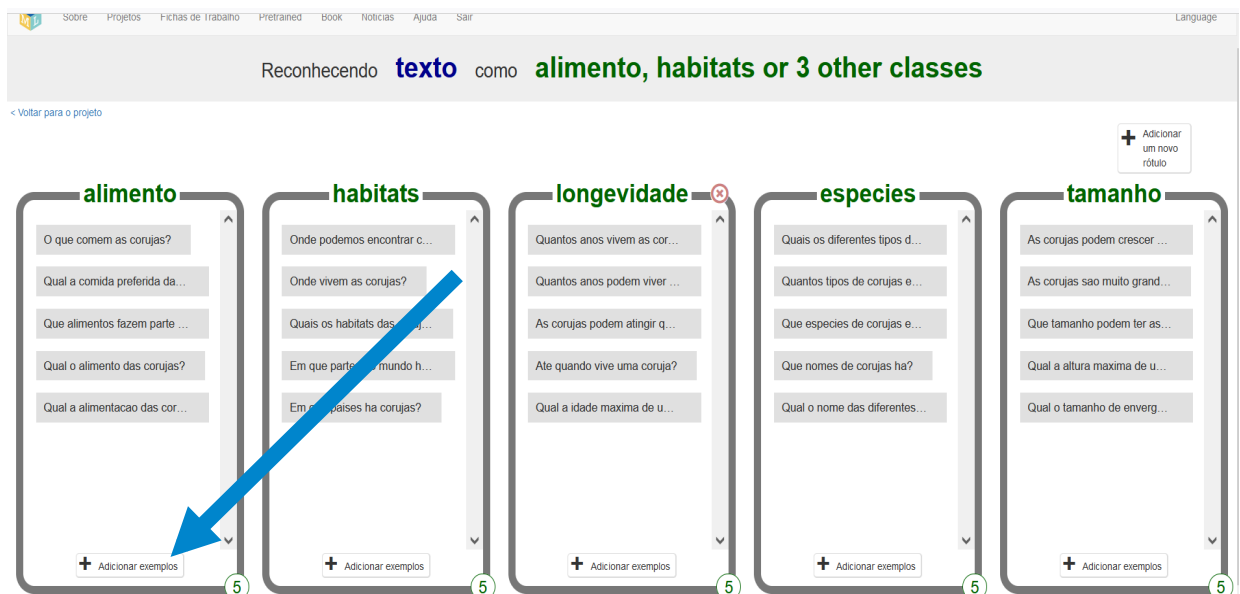 Sobre Projetos Fichas de Trabalho Pretrained Book Notícias Ajuda Sair Language
Reconhecendo texto como alimento, habitats or 3 other classes
< Voltar para o projeto
+ Adicionar
um novo
rótulo
alimento
O que comem as corujas?
Qual a comida preferida da...
Que alimentos fazem parte ...
Qual o alimento das corujas?
Qual a alimentacao das cor...
+ Adicionar exemplos
5
habitats
Onde podemos encontrar c...
Onde vivem as corujas?
Quais os habitats das
Em que mundo h...
Em países ha corujas?
+ Adicionar exemplos
5
longevidade
Quantos anos vivem as cor...
Quantos anos podem viver ...
As corujas podem atingir q...
Ate quando vive uma coruja?
Qual a idade maxima de u...
+ Adicionar exemplos
5
especies
Quais os diferentes tipos d...
Quantos tipos de corujas e...
Que especies de corujas e...
Que nomes de corujas ha?
Qual o nome das diferentes...
+ Adicionar exemplos
5
tamanho
As corujas podem crescer ...
As corujas sao muito grand...
Que tamanho podem ter as...
Qual a altura maxima de u...
Qual o tamanho de enverg...
+ Adicionar exemplos
5